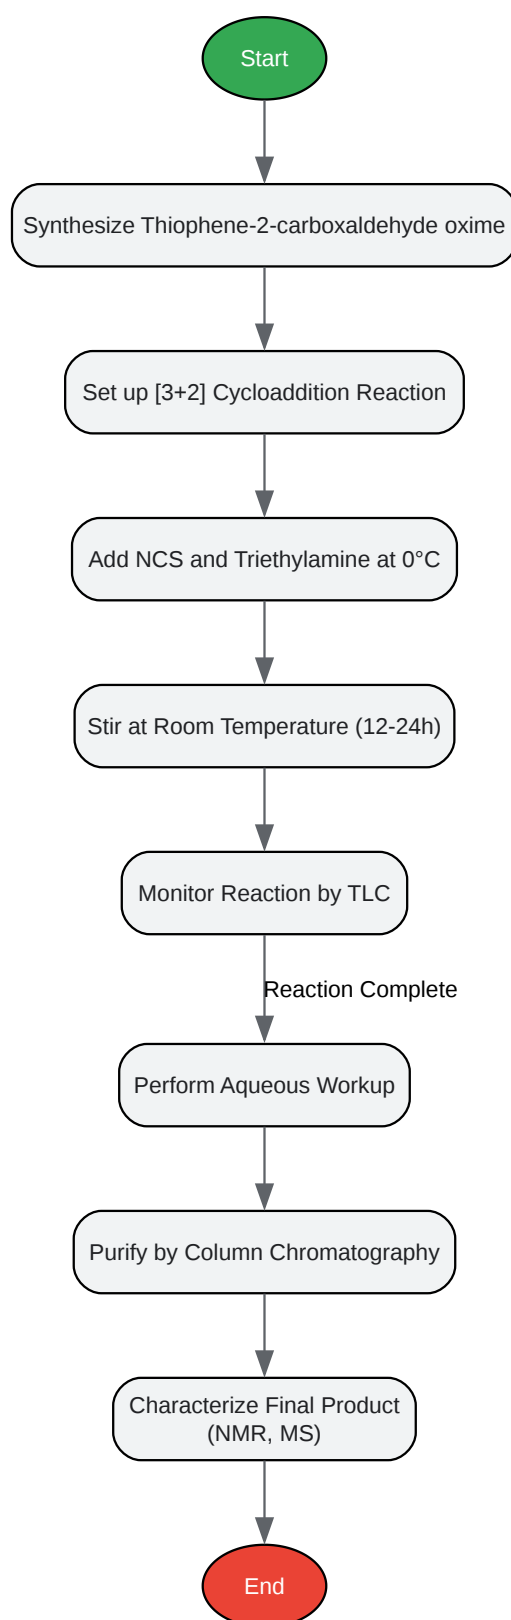 Start
Synthesize Thiophene-2-carboxaldehyde oxime
Set up [3+2] Cycloaddition Reaction
Add NCS and Triethylamine at 0°C
Stir at Room Temperature (12-24h)
Monitor Reaction by TLC
Reaction Complete
Perform Aqueous Workup
Purify by Column Chromatography
Characterize Final Product
(NMR, MS)
End